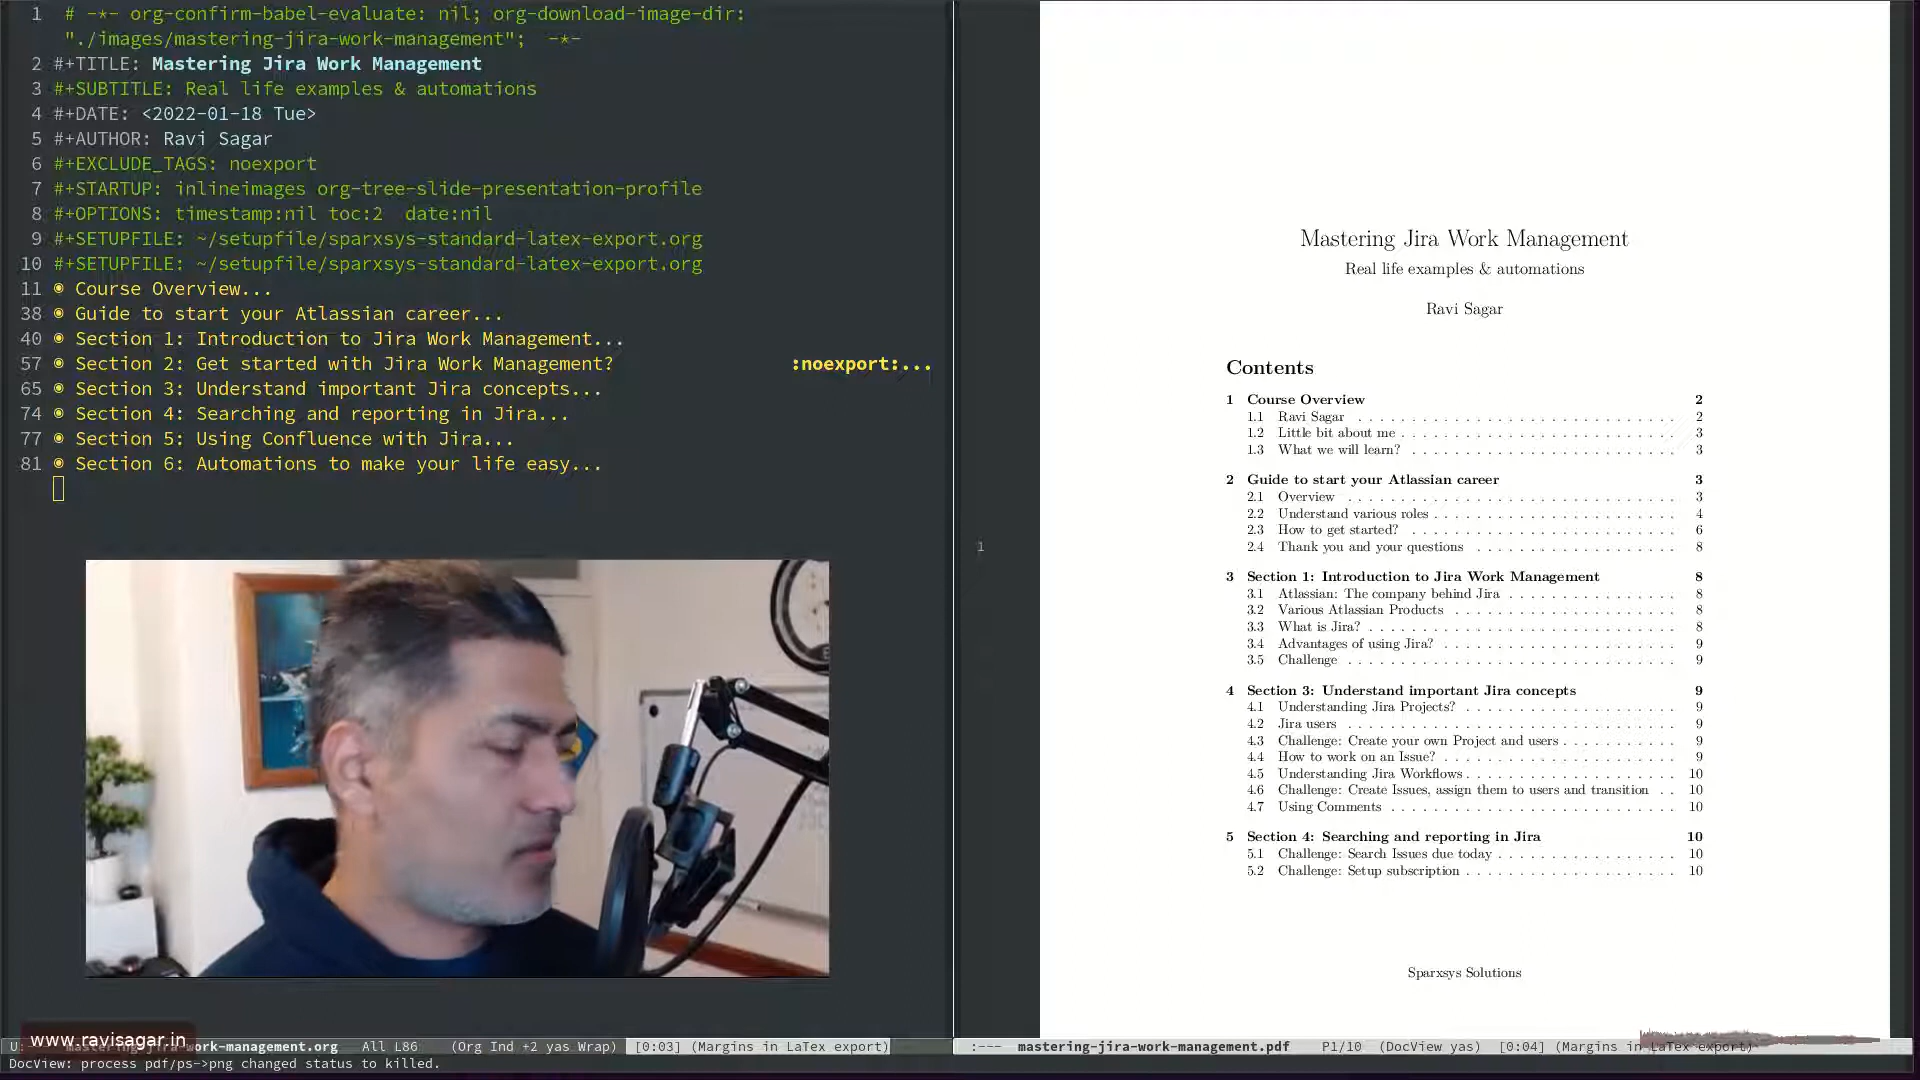 1 # -*- org-confirm-babel-evaluate: nil; org-download-image-dir:
"./images/mastering-jira-work-management";  -*-
2 #+TITLE: Mastering Jira Work Management
3 #+SUBTITLE: Real life examples & automations
4 #+DATE: <2022-01-18 Tue>
5 #+AUTHOR: Ravi Sagar
6 #+EXCLUDE_TAGS: noexport
7 #+STARTUP: inlineimages org-tree-slide-presentation-profile
8 #+OPTIONS: timestamp:nil toc:2  date:nil
9 #+SETUPFILE: ~/setupfile/sparxsys-standard-latex-export.org
10 #+SETUPFILE: ~/setupfile/sparxsys-standard-latex-export.org
11 ◉ Course Overview...
38 ◉ Guide to start your Atlassian career...
40 ◉ Section 1: Introduction to Jira Work Management...
57 ◉ Section 2: Get started with Jira Work Management? :noexport:...
65 ◉ Section 3: Understand important Jira concepts...
74 ◉ Section 4: Searching and reporting in Jira...
77 ◉ Section 5: Using Confluence with Jira...
81 ◉ Section 6: Automations to make your life easy...
www.ravisagar.in
work-management.org All L86 (Org Ind +2 yas Wrap) [0:03] (Margins in LaTex export)
DocView: process pdf/ps->png changed status to killed.
1
Mastering Jira Work Management
Real life examples & automations
Ravi Sagar
Contents
1 Course Overview 2
1.1 Ravi Sagar . . . . . . . . . . . . . . . . . . . . . . . . . . 2
1.2 Little bit about me . . . . . . . . . . . . . . . . . . . . . . 3
1.3 What we will learn? . . . . . . . . . . . . . . . . . . . . . . 3
2 Guide to start your Atlassian career 3
2.1 Overview . . . . . . . . . . . . . . . . . . . . . . . . . . 3
2.2 Understand various roles . . . . . . . . . . . . . . . . . . . . 4
2.3 How to get started? . . . . . . . . . . . . . . . . . . . . . . 6
2.4 Thank you and your questions . . . . . . . . . . . . . . . . . 8
3 Section 1: Introduction to Jira Work Management 8
3.1 Atlassian: The company behind Jira . . . . . . . . . . . . . . 8
3.2 Various Atlassian Products . . . . . . . . . . . . . . . . . . 8
3.3 What is Jira? . . . . . . . . . . . . . . . . . . . . . . . . . 8
3.4 Advantages of using Jira? . . . . . . . . . . . . . . . . . . . 9
3.5 Challenge . . . . . . . . . . . . . . . . . . . . . . . . . . 9
4 Section 3: Understand important Jira concepts 9
4.1 Understanding Jira Projects? . . . . . . . . . . . . . . . . . 9
4.2 Jira users . . . . . . . . . . . . . . . . . . . . . . . . . . 9
4.3 Challenge: Create your own Project and users . . . . . . . . . 9
4.4 How to work on an Issue? . . . . . . . . . . . . . . . . . . . 9
4.5 Understanding Jira Workflows . . . . . . . . . . . . . . . . . 10
4.6 Challenge: Create Issues, assign them to users and transition . . 10
4.7 Using Comments . . . . . . . . . . . . . . . . . . . . . . . . 10
5 Section 4: Searching and reporting in Jira 10
5.1 Challenge: Search Issues due today . . . . . . . . . . . . . . 10
5.2 Challenge: Setup subscription . . . . . . . . . . . . . . . . 10
Sparxsys Solutions
:--- mastering-jira-work-management.pdf P1/10 (DocView yas) [0:04] (Margins in LaTex export)